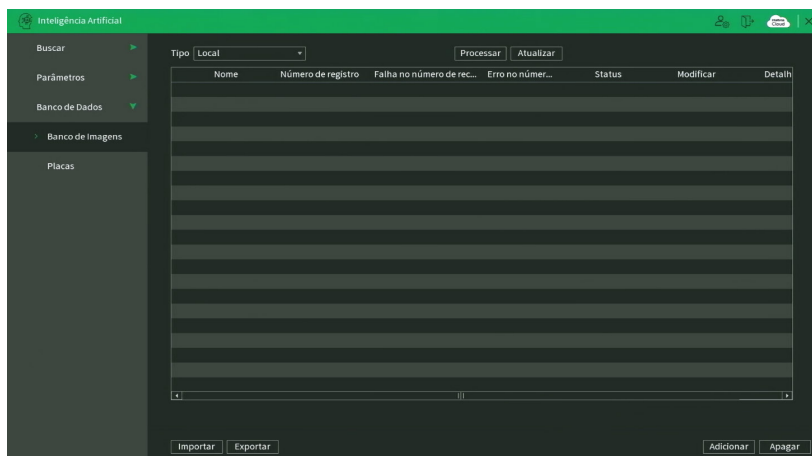 Inteligência Artificial
Cloud
Buscar
Parâmetros
Banco de Dados
Banco de Imagens
Placas
Tipo Local
Processar Atualizar
Nome Número de registro Falha no número de rec... Erro no númer... Status Modificar Detalh
Importar Exportar
Adicionar Apagar